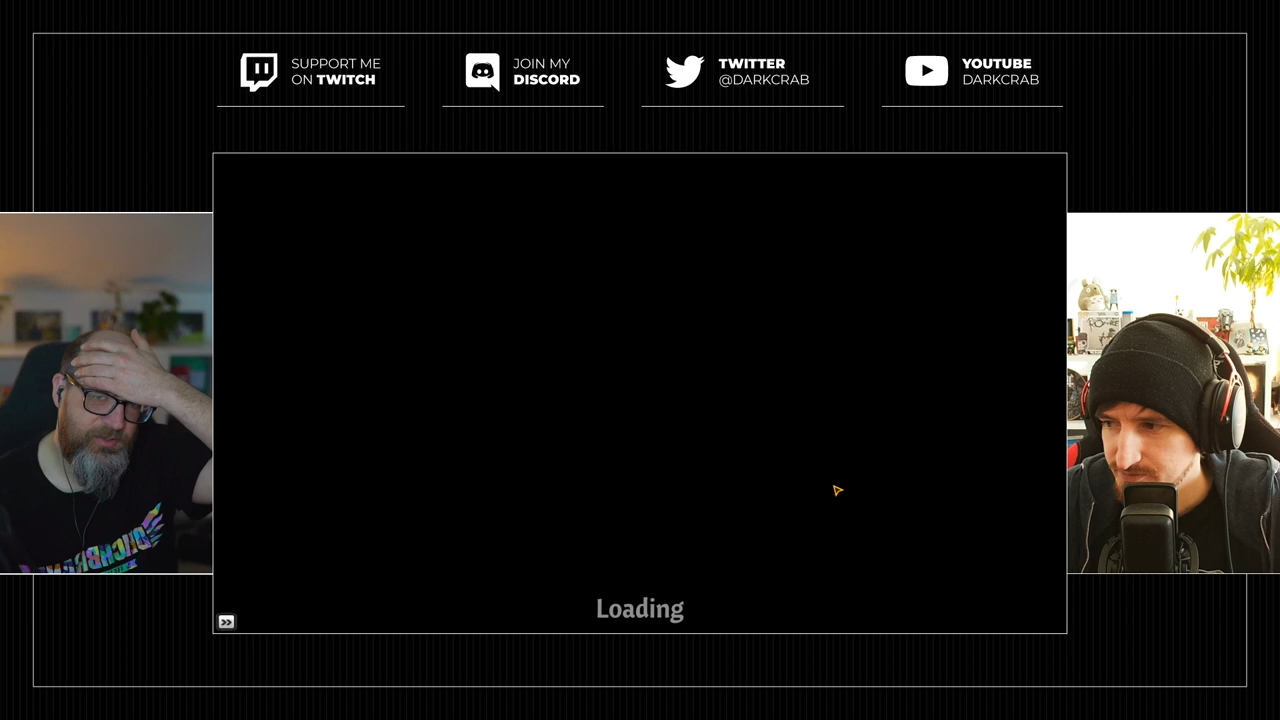 SUPPORT ME
ON TWITCH
JOIN MY
DISCORD
TWITTER
@DARKCRAB
YOUTUBE
DARKCRAB
Loading